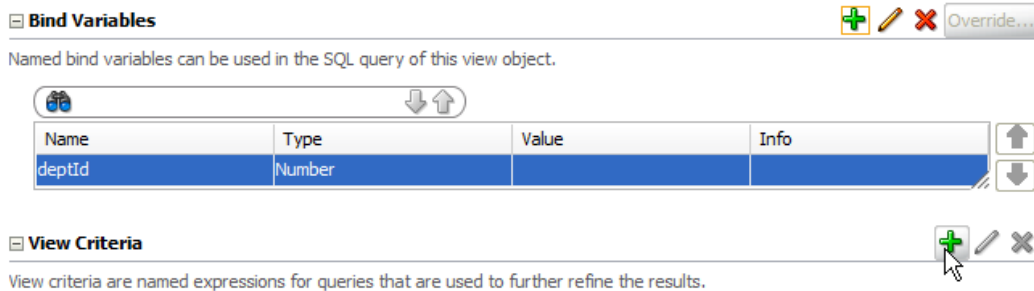 Bind Variables
Override...
Named bind variables can be used in the SQL query of this view object.
Name Type Value Info
deptId Number
View Criteria
View criteria are named expressions for queries that are used to further refine the results.